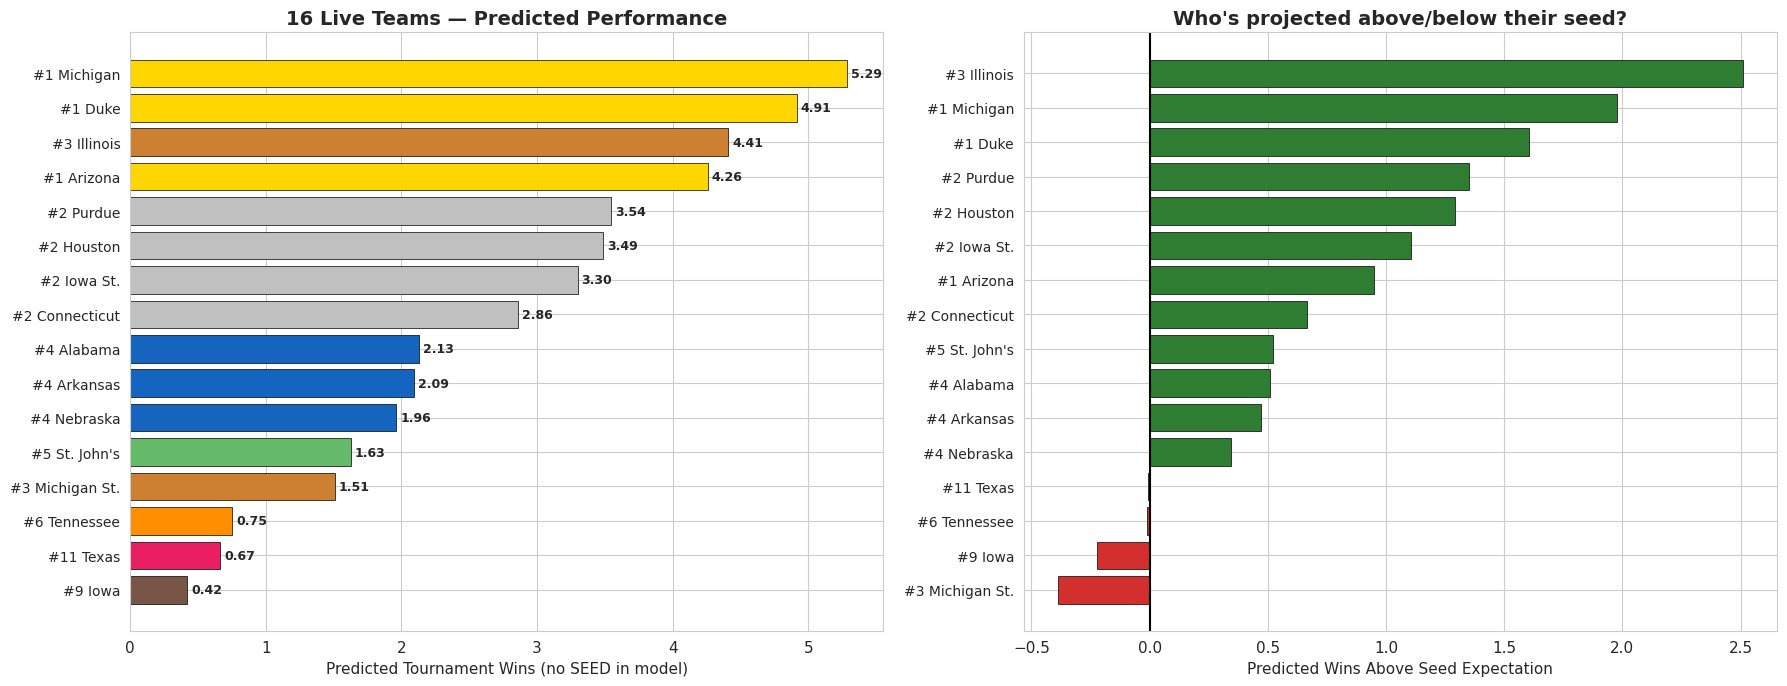 16 Live Teams — Predicted Performance
#1 Michigan 5.29
#1 Duke 4.91
#3 Illinois 4.41
#1 Arizona 4.26
#2 Purdue 3.54
#2 Houston 3.49
#2 Iowa St. 3.30
#2 Connecticut 2.86
#4 Alabama 2.13
#4 Arkansas 2.09
#4 Nebraska 1.96
#5 St. John's 1.63
#3 Michigan St. 1.51
#6 Tennessee 0.75
#11 Texas 0.67
#9 Iowa 0.42
0 1 2 3 4 5
Predicted Tournament Wins (no SEED in model)
Who's projected above/below their seed?
#3 Illinois
#1 Michigan
#1 Duke
#2 Purdue
#2 Houston
#2 Iowa St.
#1 Arizona
#2 Connecticut
#5 St. John's
#4 Alabama
#4 Arkansas
#4 Nebraska
#11 Texas
#6 Tennessee
#9 Iowa
#3 Michigan St.
−0.5 0.0 0.5 1.0 1.5 2.0 2.5
Predicted Wins Above Seed Expectation